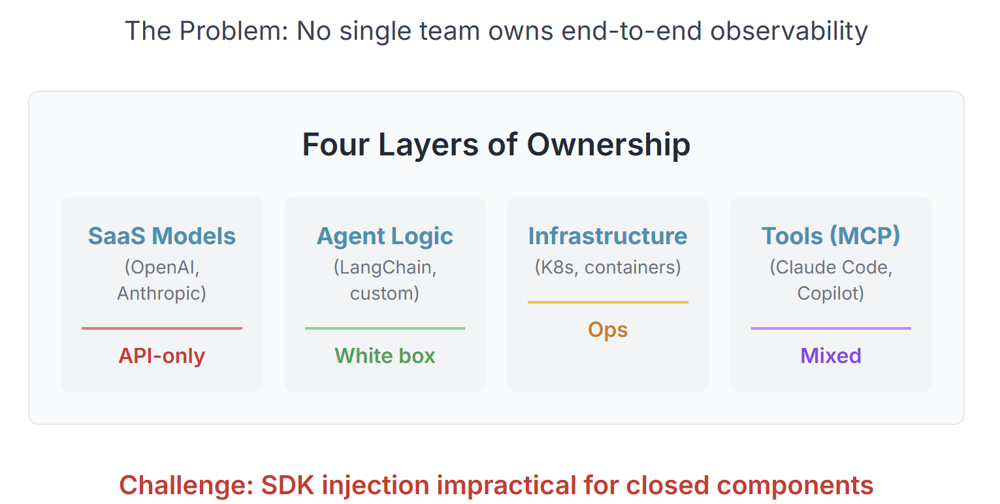 The Problem: No single team owns end-to-end observability
Four Layers of Ownership
SaaS Models
(OpenAI,
Anthropic)
API-only
Agent Logic
(LangChain,
custom)
White box
Infrastructure
(K8s, containers)
Ops
Tools (MCP)
(Claude Code,
Copilot)
Mixed
Challenge: SDK injection impractical for closed components